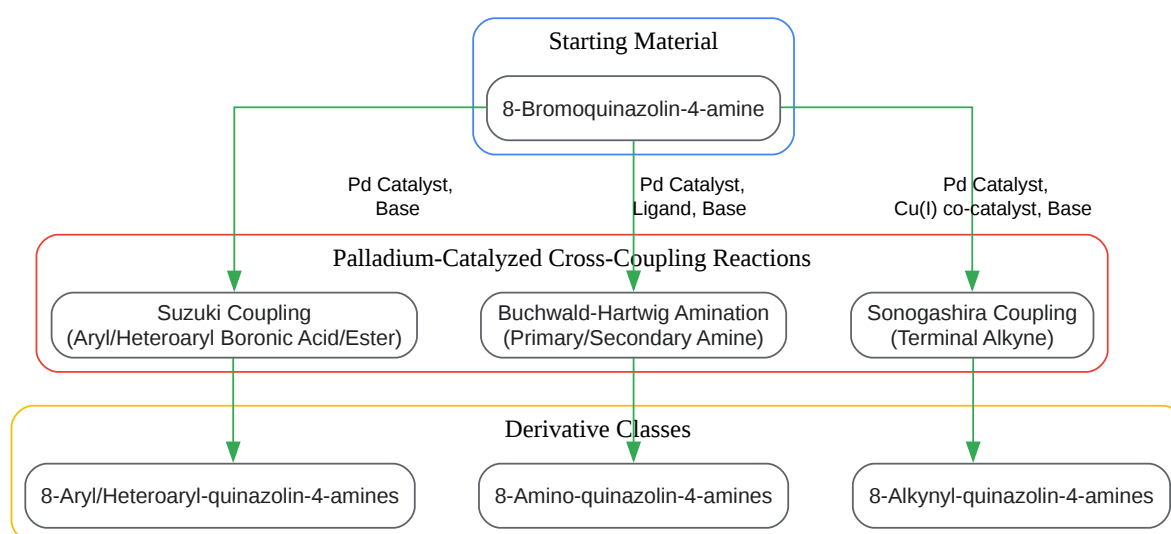 Starting Material
8-Bromoquinazolin-4-amine
Pd Catalyst,
Base
Pd Catalyst,
Ligand, Base
Pd Catalyst,
Cu(I) co-catalyst, Base
Palladium-Catalyzed Cross-Coupling Reactions
Suzuki Coupling
(Aryl/Heteroaryl Boronic Acid/Ester)
Buchwald-Hartwig Amination
(Primary/Secondary Amine)
Sonogashira Coupling
(Terminal Alkyne)
Derivative Classes
8-Aryl/Heteroaryl-quinazolin-4-amines
8-Amino-quinazolin-4-amines
8-Alkynyl-quinazolin-4-amines